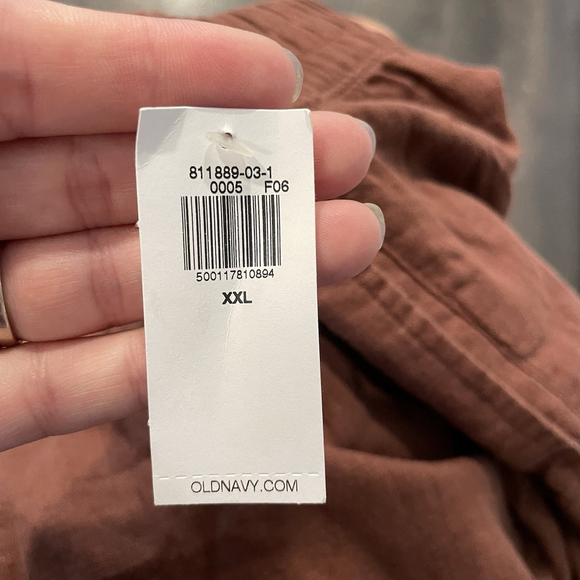 811889-03-1
0005 F06
500117810894
XXL
OLDNAVY.COM